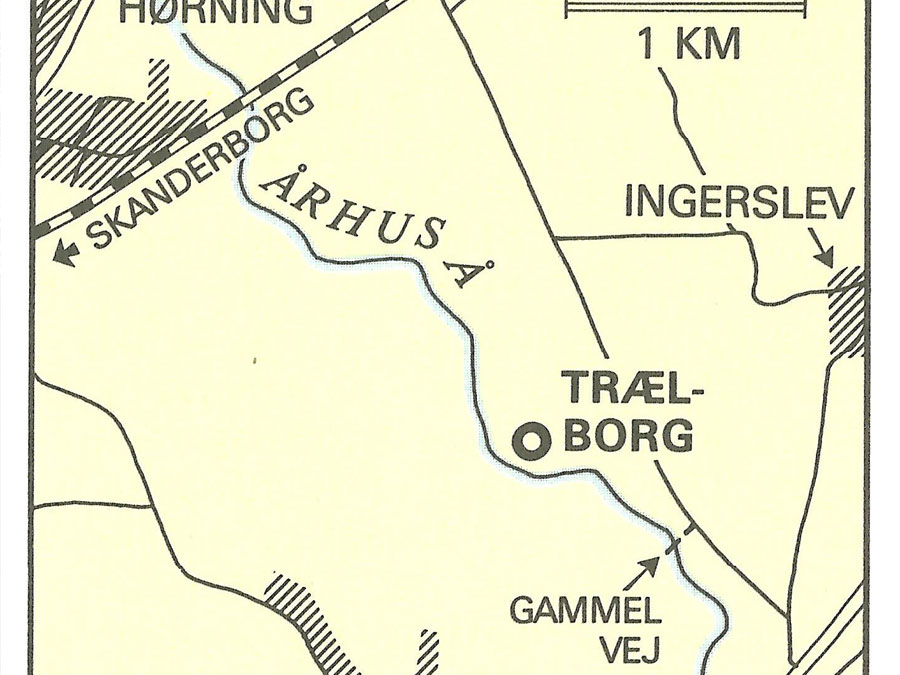 HØRNING
1 KM
SKANDERBORG
ÅRHUS Å
INGERSLEV
TRÆL-
BORG
GAMMEL
VEJ